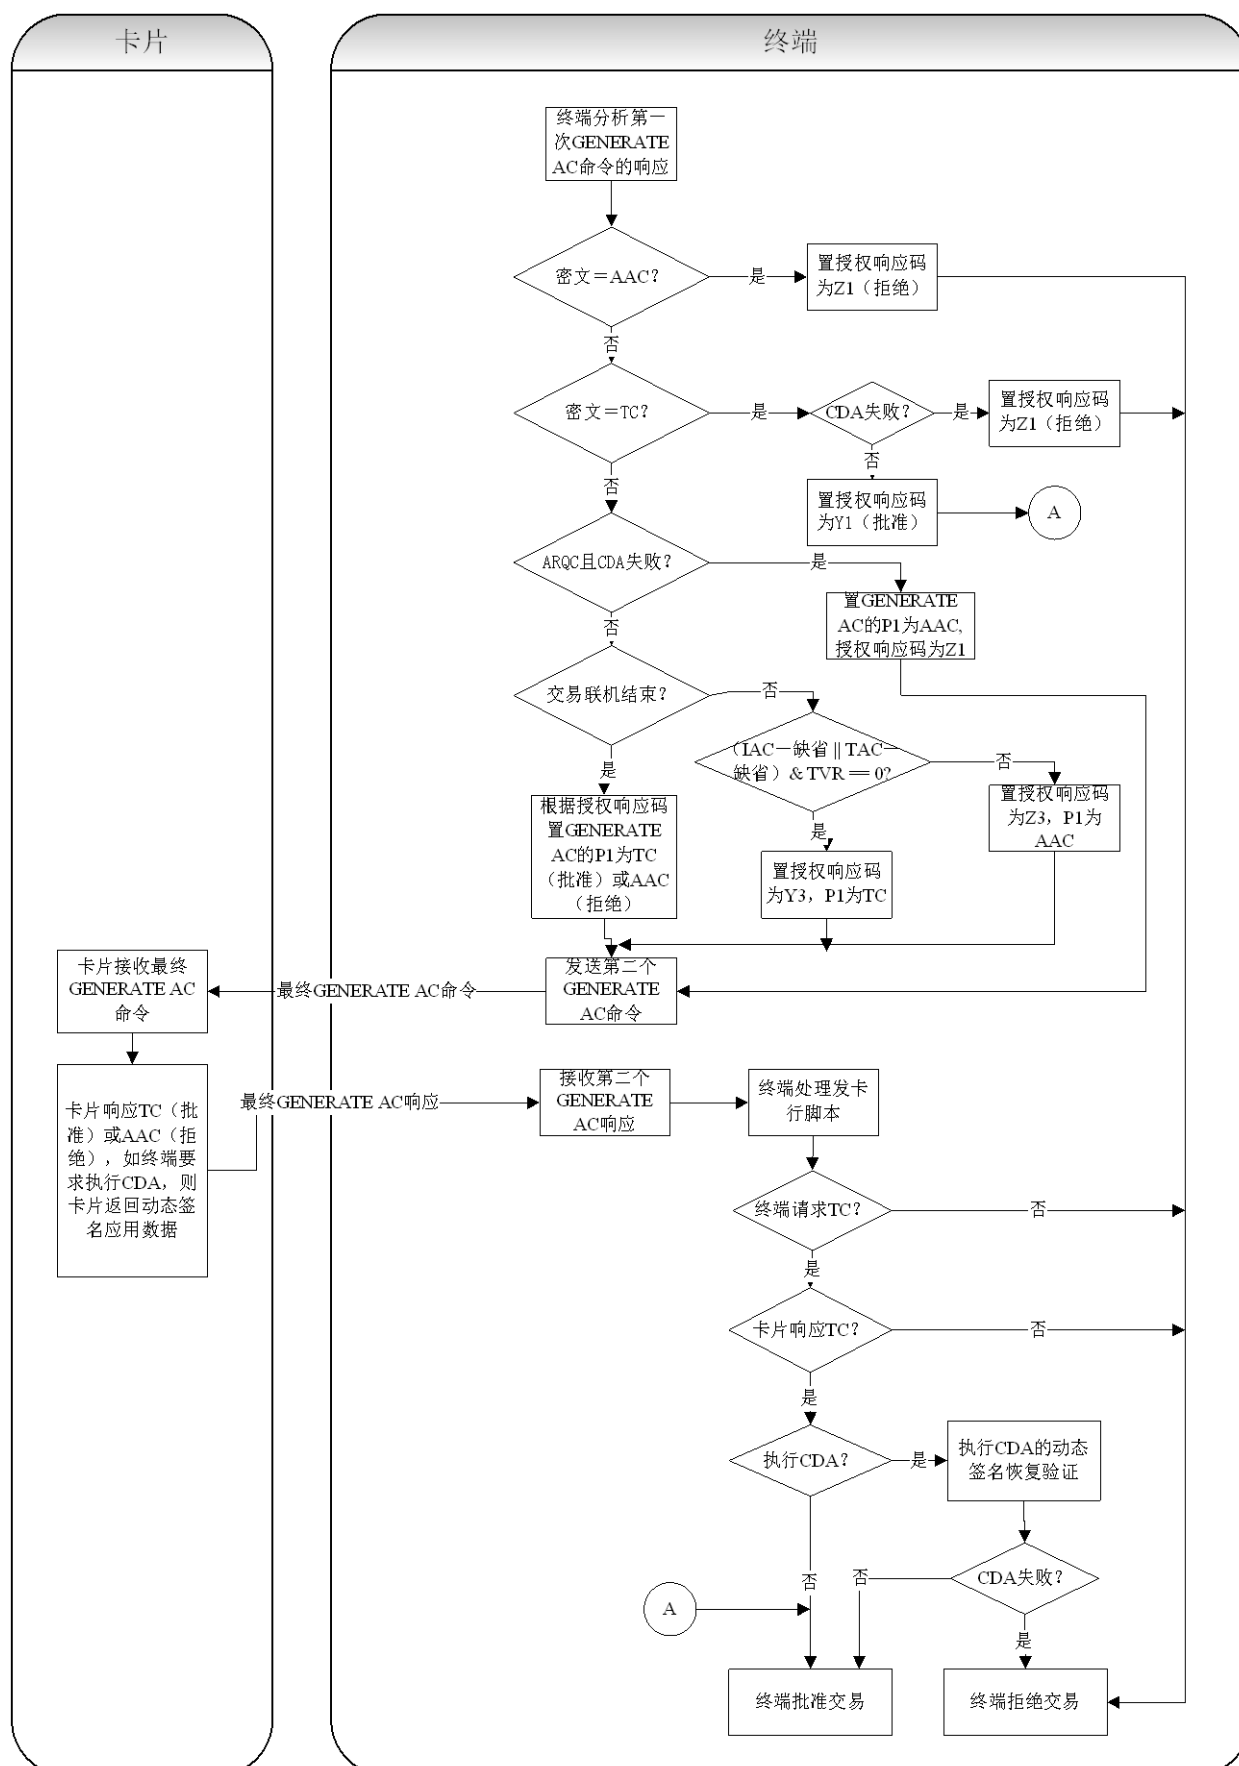 卡片
终端
终端分析第一
次GENERATE
AC命令的响应
密文＝AAC？
是
置授权响应码
为Z1（拒绝）
否
密文＝TC？
是
CDA失败？
是
置授权响应码
为Z1（拒绝）
否
否
置授权响应码
为Y1（批准）
A
ARQC且CDA失败？
是
置GENERATE
AC的P1为AAC,
授权响应码为Z1
否
交易联机结束？
否
（IAC－缺省 || TAC－
缺省）& TVR == 0?
否
是
置授权响应码
为Z3，P1为
AAC
根据授权响应码
置GENERATE
AC的P1为TC
（批准）或AAC
（拒绝）
是
置授权响应码
为Y3，P1为TC
卡片接收最终
GENERATE AC
命令
最终GENERATE AC命令
发送第二个
GENERATE
AC命令
卡片响应TC（批
准）或AAC（拒
绝），如终端要
求执行CDA，则
卡片返回动态签
名应用数据
最终GENERATE AC响应
接收第二个
GENERATE
AC响应
终端处理发卡
行脚本
终端请求TC？
否
是
卡片响应TC？
否
是
执行CDA？
是
执行CDA的动态
签名恢复验证
否
否
CDA失败？
A
是
终端批准交易
终端拒绝交易